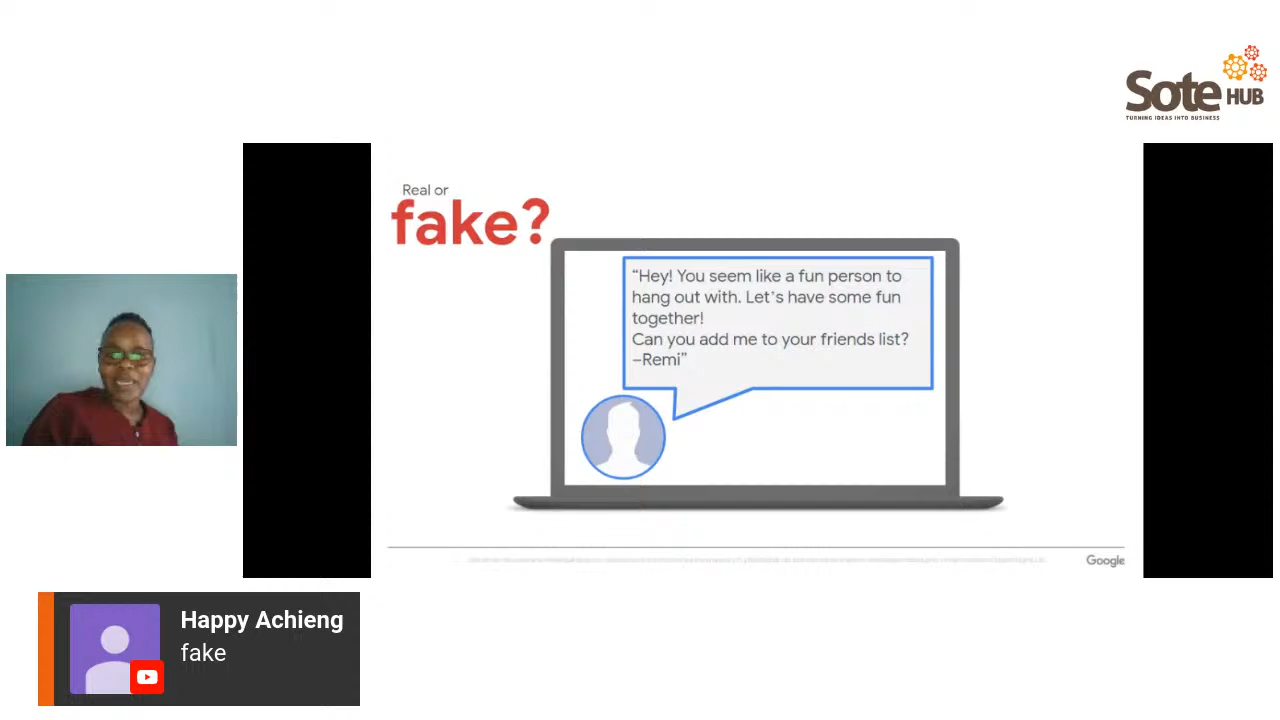 Sote HUB
TURNING IDEAS INTO BUSINESS
Real or
fake?
“Hey! You seem like a fun person to
hang out with. Let’s have some fun
together!
Can you add me to your friends list?
–Remi”
Google
Happy Achieng
fake